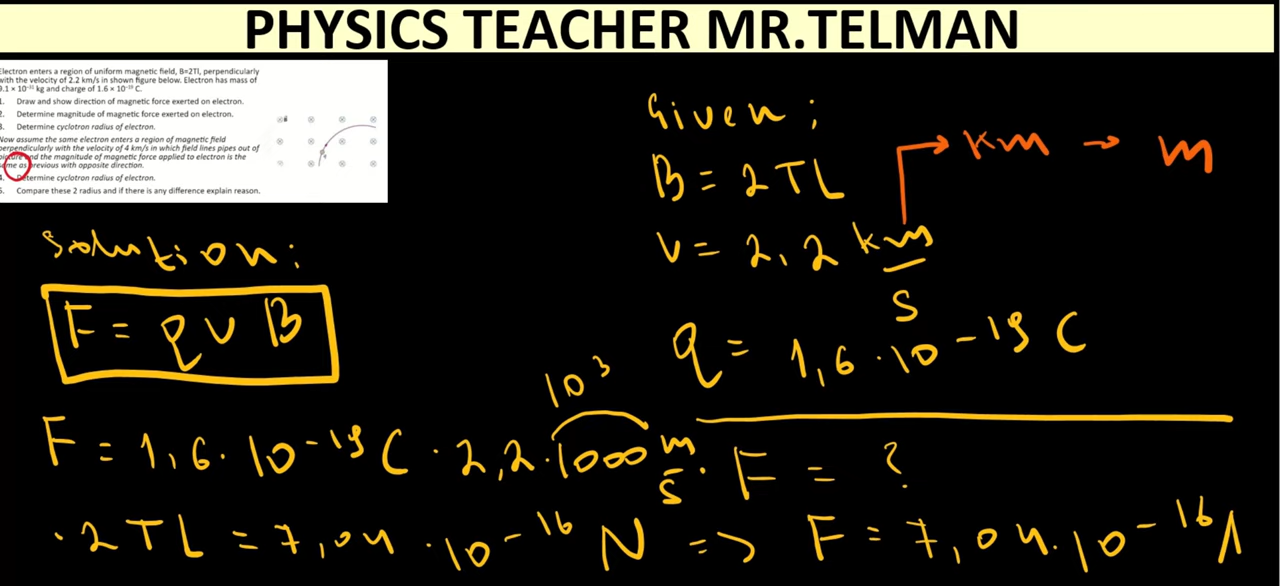 PHYSICS TEACHER MR.TELMAN
Electron enters a region of uniform magnetic field, B=2Tl, perpendicularly
with the velocity of 2.2 km/s in shown figure below. Electron has mass of
9.1 × 10⁻³¹ kg and charge of 1.6 × 10⁻¹⁹ C.
1. Draw and show direction of magnetic force exerted on electron.
2. Determine magnitude of magnetic force exerted on electron.
3. Determine cyclotron radius of electron.
Now assume the same electron enters a region of magnetic field
perpendicularly with the velocity of 4 km/s in which field lines pipes out of
picture and the magnitude of magnetic force applied to electron is the
same as previous with opposite direction.
4. Determine cyclotron radius of electron.
5. Compare these 2 radius and if there is any difference explain reason.
Given;
B = 2 TL
km → m
v = 2,2 km/s
q = 1,6 · 10⁻¹⁹ C
F = ?
Solution:
F = qvB
10³
F = 1,6 · 10⁻¹⁹ C · 2,2 · 1000 m/s ·
· 2 TL = 7,04 · 10⁻¹⁶ N => F = 7,04 · 10⁻¹⁶ N